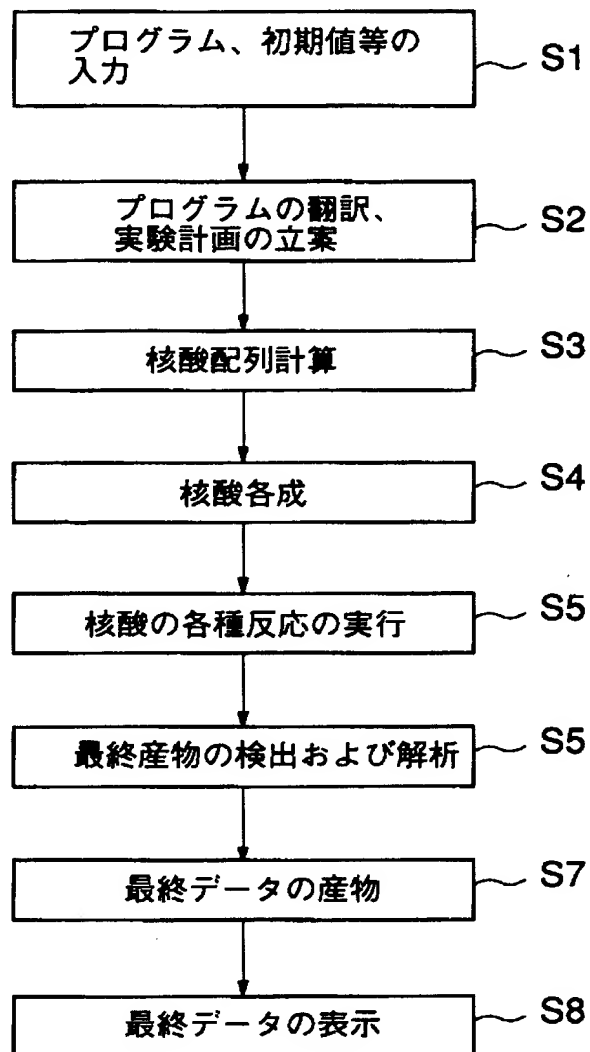 プログラム、初期値等の
入力
S1
プログラムの翻訳、
実験計画の立案
S2
核酸配列計算
S3
核酸各成
S4
核酸の各種反応の実行
S5
最終産物の検出および解析
S5
最終データの産物
S7
最終データの表示
S8